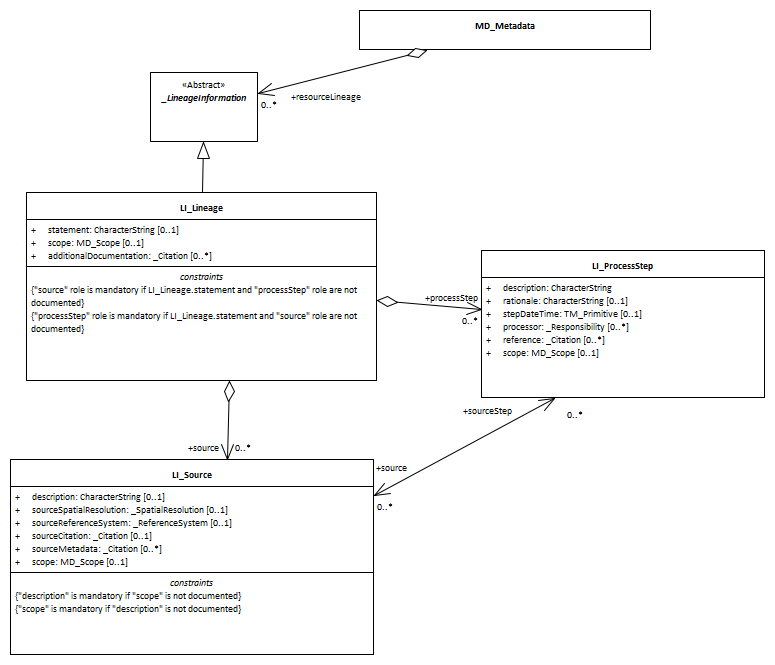 MD_Metadata
«Abstract»
_LineageInformation
0..*
+resourceLineage
LI_Lineage
+ statement: CharacterString [0..1]
+ scope: MD_Scope [0..1]
+ additionalDocumentation: _Citation [0..*]
constraints
{"source" role is mandatory if LI_Lineage.statement and "processStep" role are not
documented}
{"processStep" role is mandatory if LI_Lineage.statement and "source" role are not
documented}
+processStep
0..*
LI_ProcessStep
+ description: CharacterString
+ rationale: CharacterString [0..1]
+ stepDateTime: TM_Primitive [0..1]
+ processor: _Responsibility [0..*]
+ reference: _Citation [0..*]
+ scope: MD_Scope [0..1]
+sourceStep
0..*
+source
0..*
+source
0..*
LI_Source
+ description: CharacterString [0..1]
+ sourceSpatialResolution: _SpatialResolution [0..1]
+ sourceReferenceSystem: _ReferenceSystem [0..1]
+ sourceCitation: _Citation [0..1]
+ sourceMetadata: _Citation [0..*]
+ scope: MD_Scope [0..1]
constraints
{"description" is mandatory if "scope" is not documented}
{"scope" is mandatory if "description" is not documented}